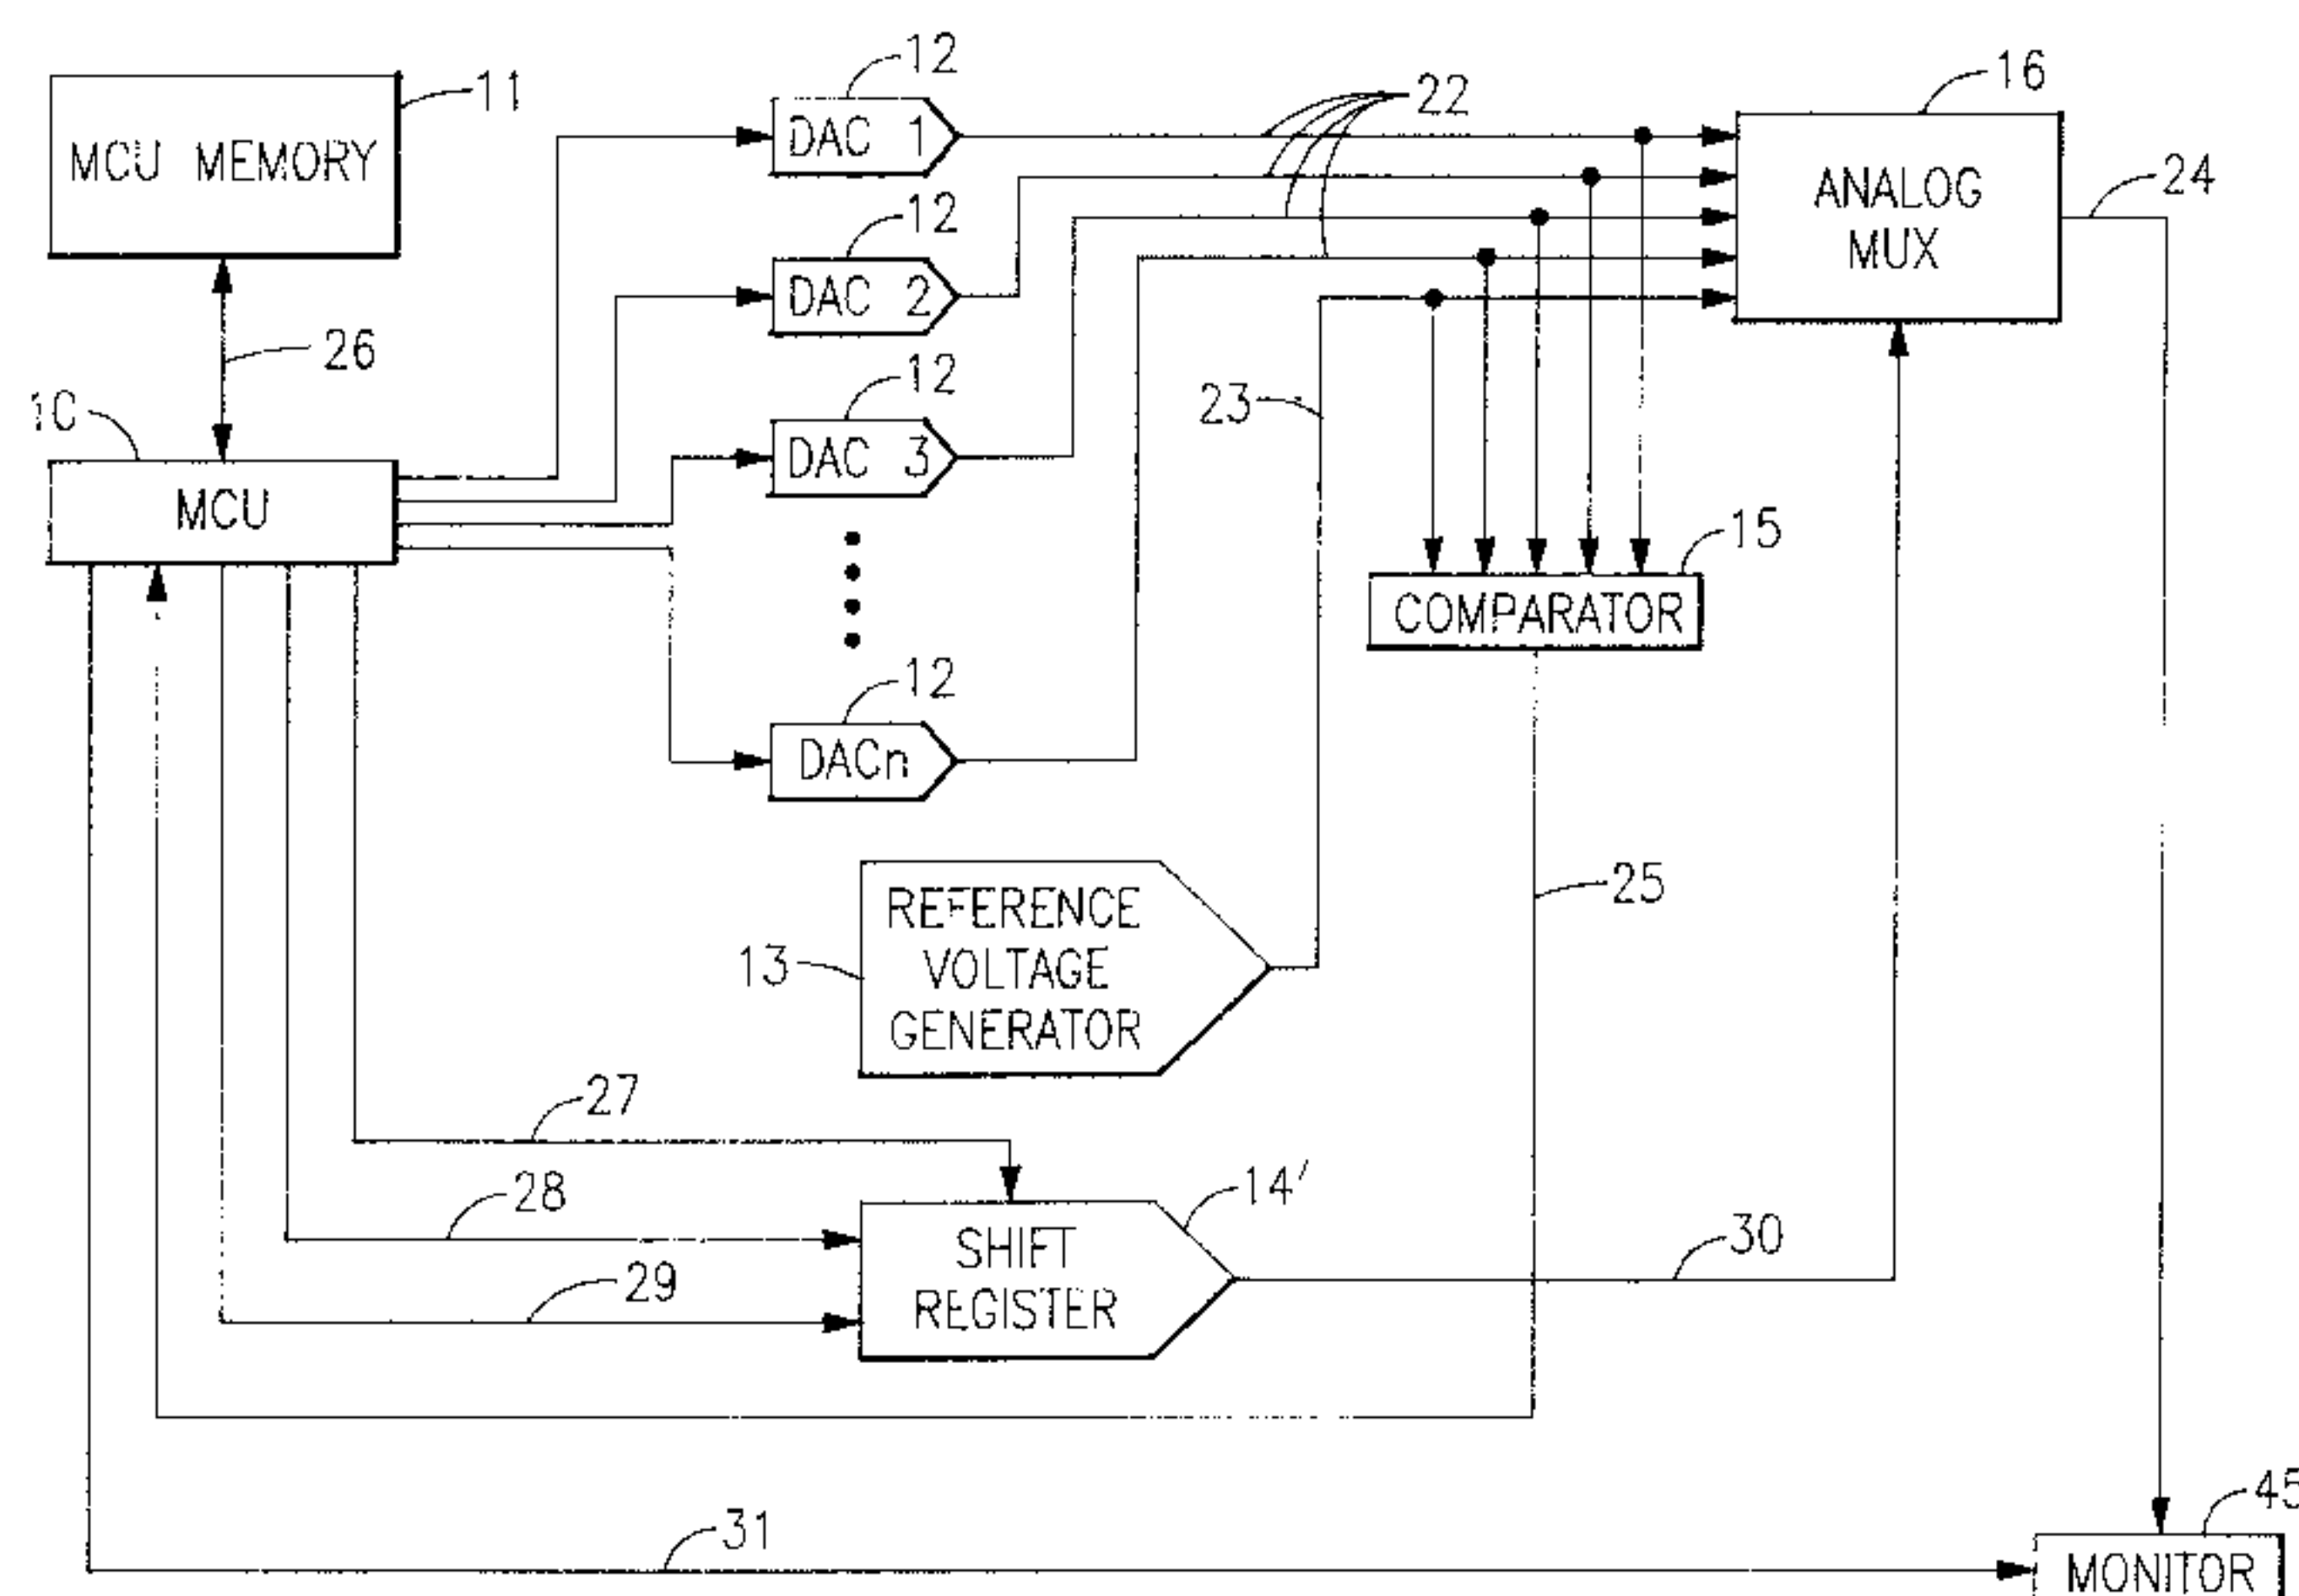 12
16
11
22
DAC 1
MCU MEMORY
ANALOG
MUX
24
12
DAC 2
26
12
23
10
DAC 3
MCU
15
COMPARATOR
12
DACn
25
REFERENCE
VOLTAGE
GENERATOR
13
27
28
14'
30
SHIFT
REGISTER
29
45
31
MONITOR